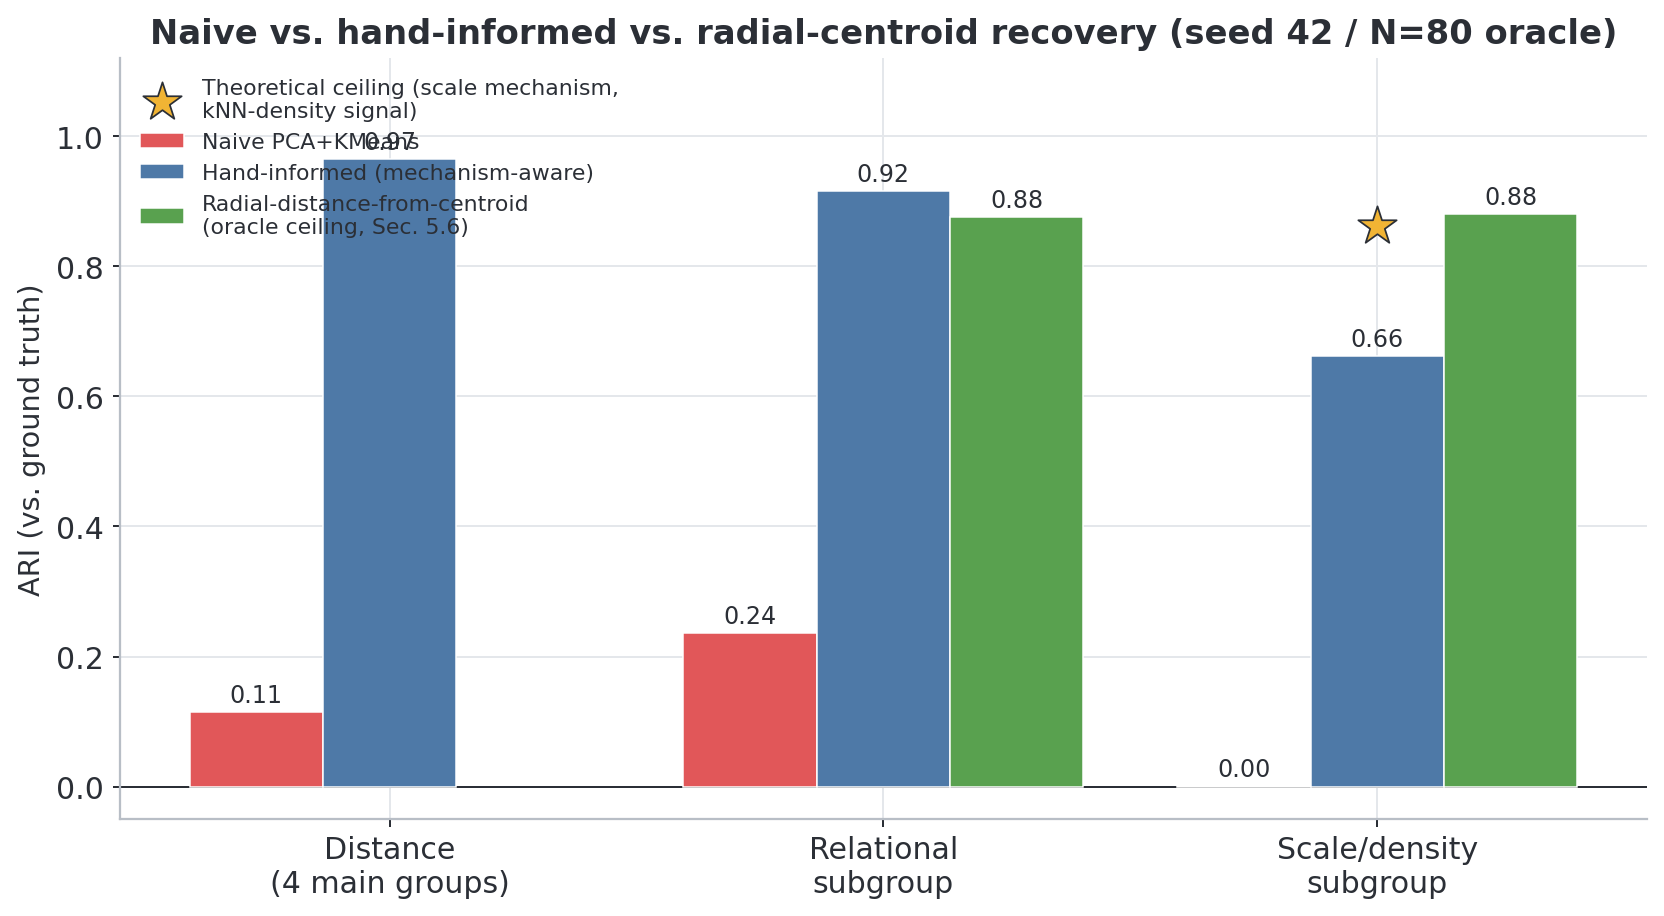 Naive vs. hand-informed vs. radial-centroid recovery (seed 42 / N=80 oracle)
Theoretical ceiling (scale mechanism,
kNN-density signal)
Naive PCA+KMeans
Hand-informed (mechanism-aware)
Radial-distance-from-centroid
(oracle ceiling, Sec. 5.6)
ARI (vs. ground truth)
1.0
0.8
0.6
0.4
0.2
0.0
0.11
0.97
0.24
0.92
0.88
0.00
0.66
0.88
Distance
(4 main groups)
Relational
subgroup
Scale/density
subgroup